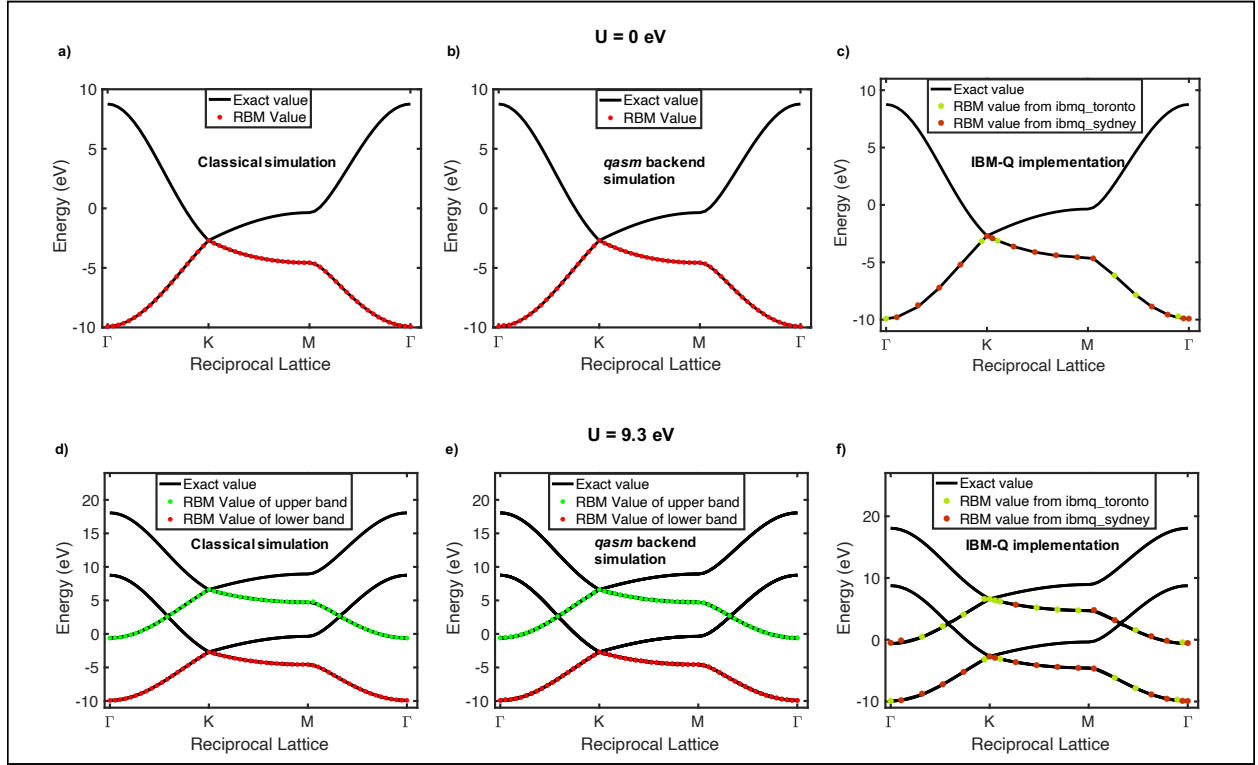 U = 0 eV
a)
10
5
0
-5
-10
Energy (eV)
Exact value
RBM Value
Classical simulation
Γ
K
M
Γ
Reciprocal Lattice
b)
10
5
0
-5
-10
Energy (eV)
Exact value
RBM Value
qasm backend
simulation
Γ
K
M
Γ
Reciprocal Lattice
c)
10
5
0
-5
-10
Energy (eV)
Exact value
RBM value from ibmq_toronto
RBM value from ibmq_sydney
IBM-Q implementation
Γ
K
M
Γ
Reciprocal Lattice
U = 9.3 eV
d)
20
15
10
5
0
-5
-10
Energy (eV)
Exact value
RBM Value of upper band
RBM Value of lower band
Classical simulation
Γ
K
M
Γ
Reciprocal Lattice
e)
20
15
10
5
0
-5
-10
Energy (eV)
Exact value
RBM Value of upper band
RBM Value of lower band
qasm backend
simulation
Γ
K
M
Γ
Reciprocal Lattice
f)
20
10
0
-10
Energy (eV)
Exact value
RBM value from ibmq_toronto
RBM value from ibmq_sydney
IBM-Q implementation
Γ
K
M
Γ
Reciprocal Lattice